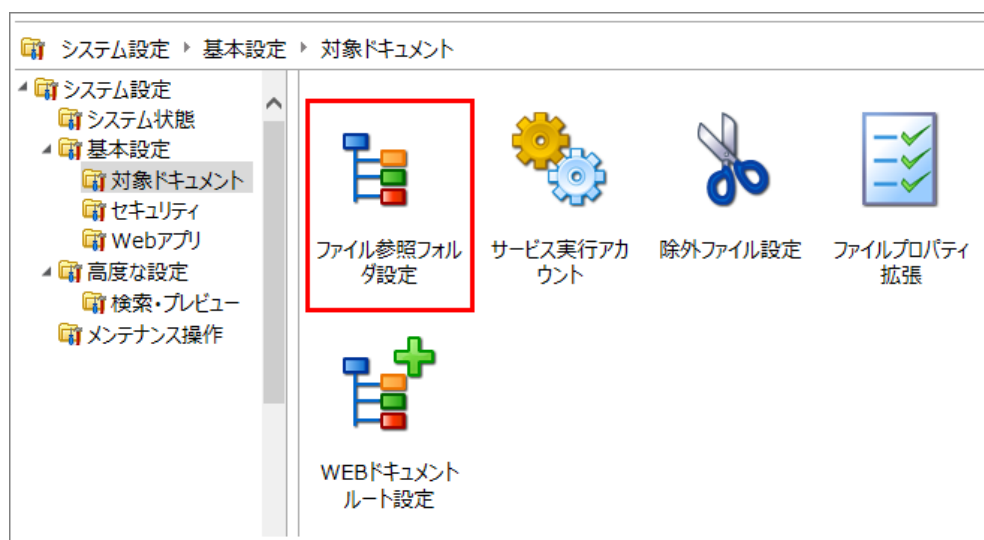 システム設定 ▸ 基本設定 ▸ 対象ドキュメント
システム設定
システム状態
基本設定
対象ドキュメント
セキュリティ
Webアプリ
高度な設定
検索・プレビュー
メンテナンス操作
ファイル参照フォル
ダ設定
サービス実行アカ
ウント
除外ファイル設定
ファイルプロパティ
拡張
WEBドキュメント
ルート設定